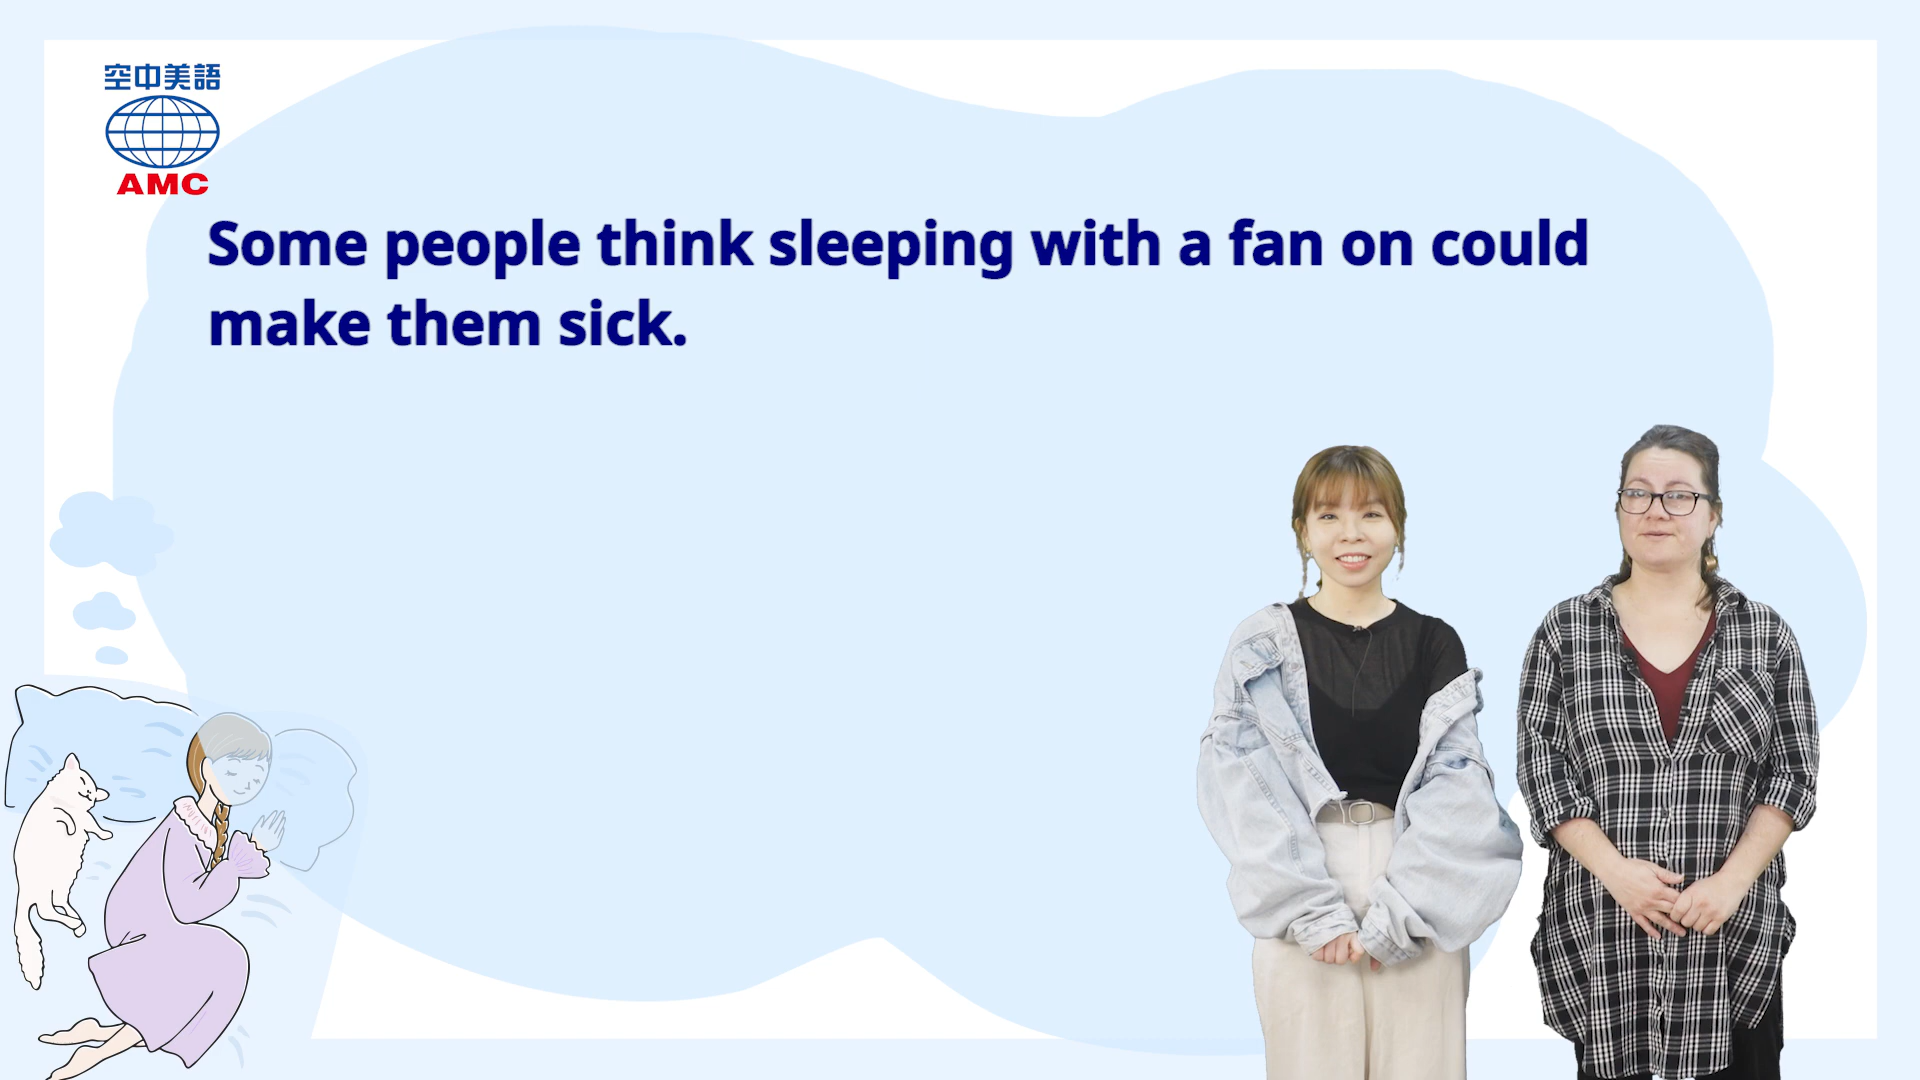 空中美語
AMC
Some people think sleeping with a fan on could
make them sick.